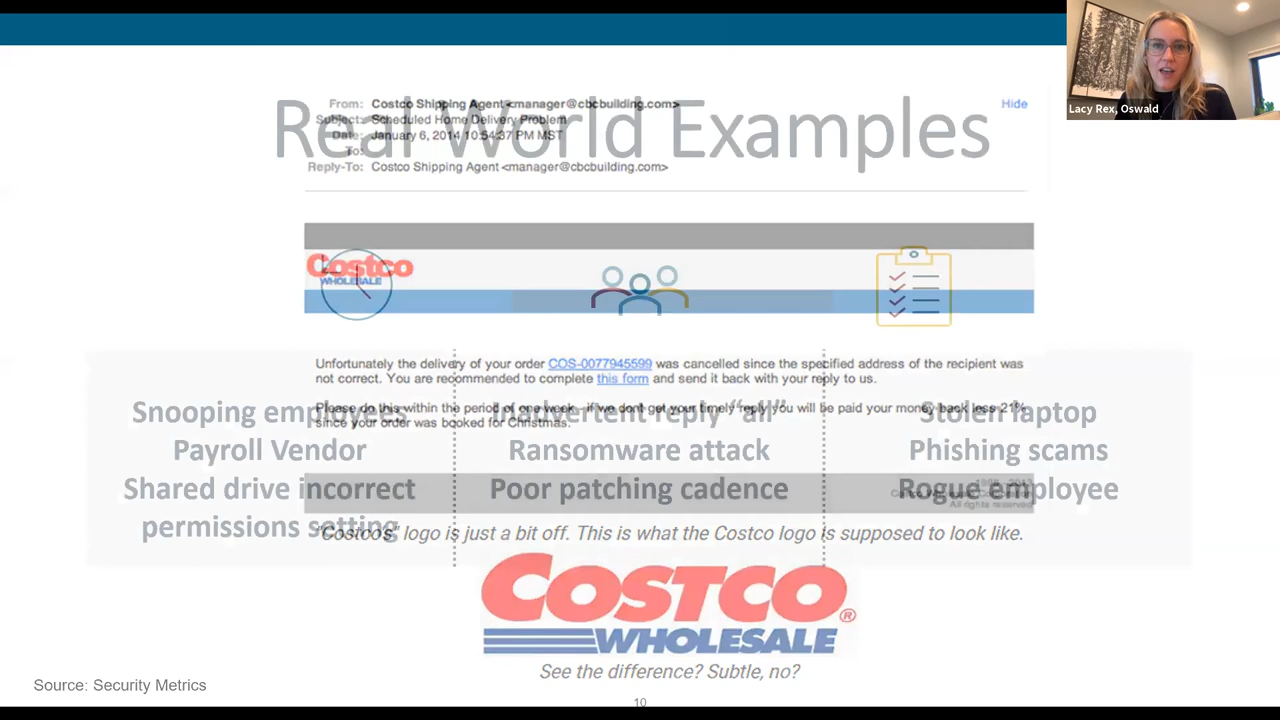 Lacy Rex, Oswald
Real World Examples
From: Costco Shipping Agent <manager@cbcbuilding.com>
Hide
Subject: Scheduled Home Delivery Problem
Date: January 6, 2014 10:54:37 PM MST
To:
Reply-To: Costco Shipping Agent <manager@cbcbuilding.com>
Costco
WHOLESALE
Unfortunately the delivery of your order COS-0077945599 was cancelled since the specified address of the recipient was
not correct. You are recommended to complete this form and send it back with your reply to us.
Please do this within the period of one week - if we dont get your timely reply you will be paid your money back less 21%
since your order was booked for Christmas.
Snooping employees
Payroll Vendor
Shared drive incorrect
permissions setting
Inadvertent reply “all”
Ransomware attack
Poor patching cadence
Stolen laptop
Phishing scams
Rogue employee
All rights reserved
"Costco's" logo is just a bit off. This is what the Costco logo is supposed to look like.
COSTCO
WHOLESALE
See the difference? Subtle, no?
Source: Security Metrics
10